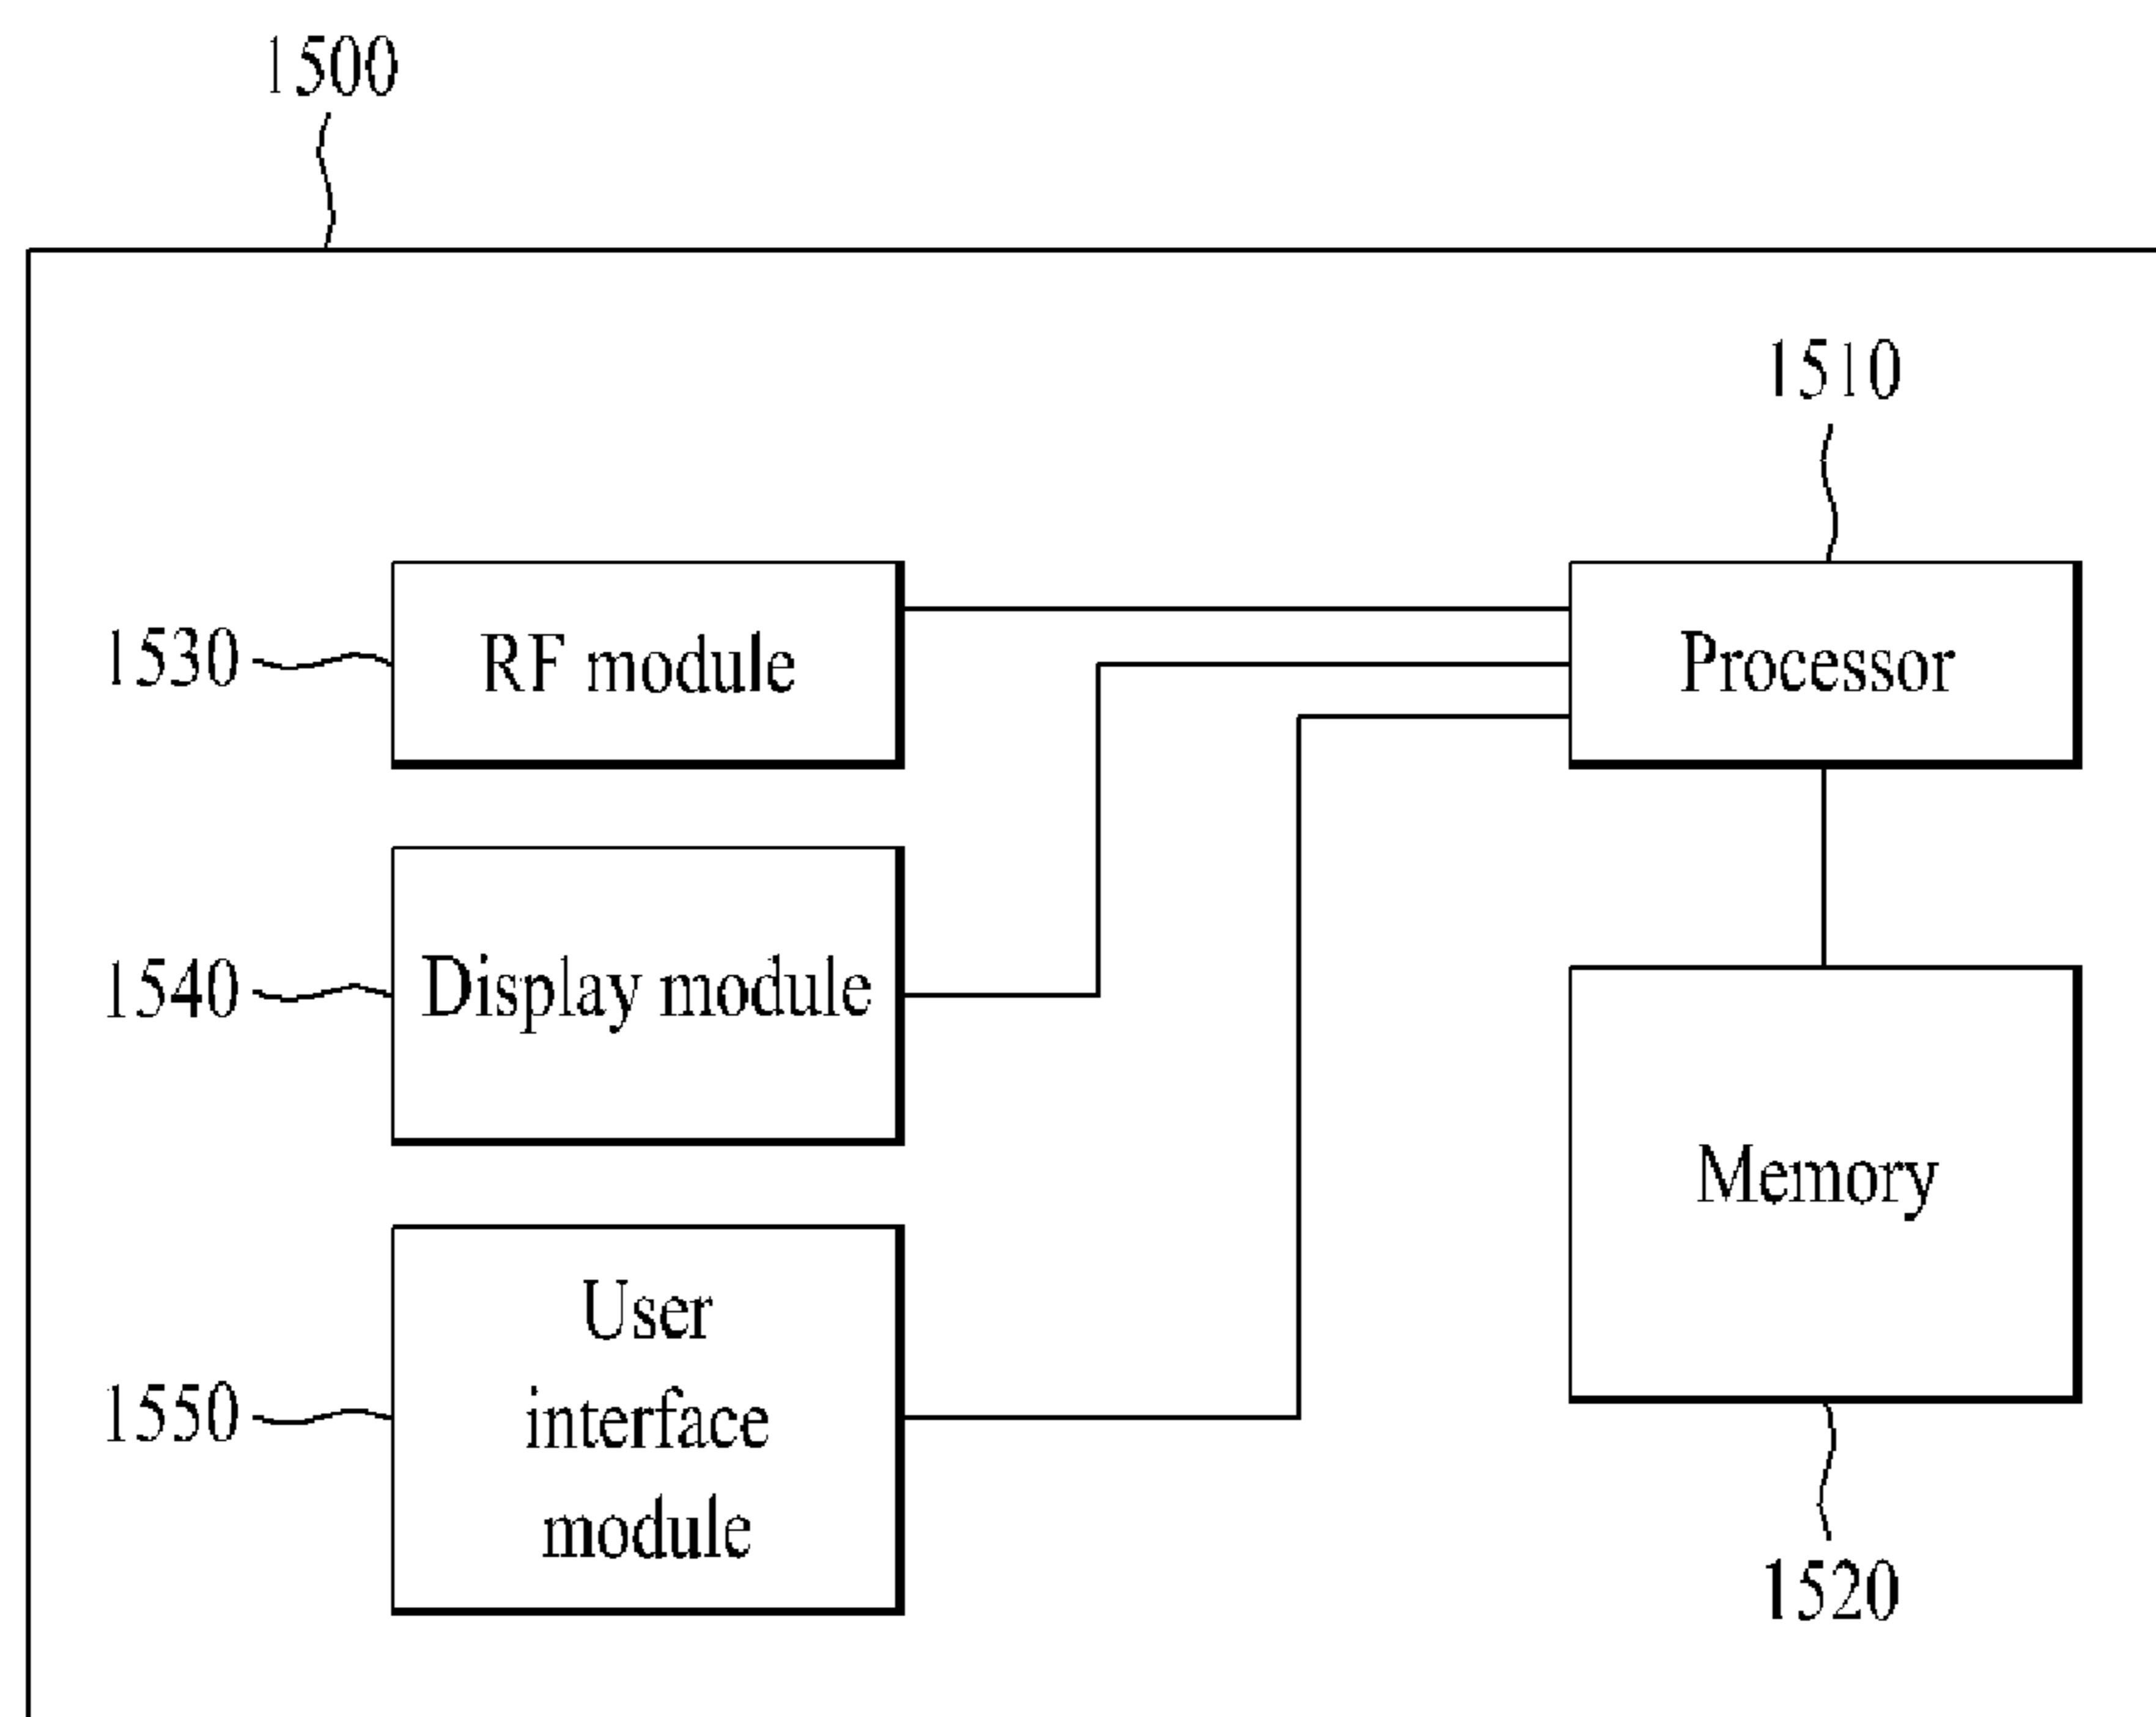 1500
1510
1530
RF module
Processor
1540
Display module
Memory
User
interface
module
1550
1520